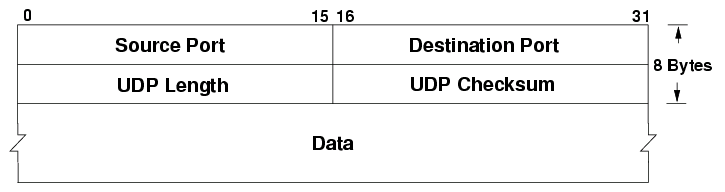 0 15 16 31
Source Port Destination Port
8 Bytes
UDP Length UDP Checksum
Data